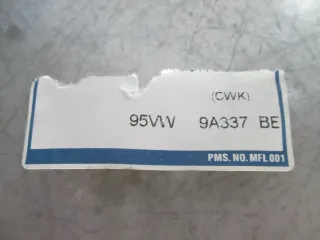 (CWK)
95VW 9A337 BE
PMS.NO.MFL001